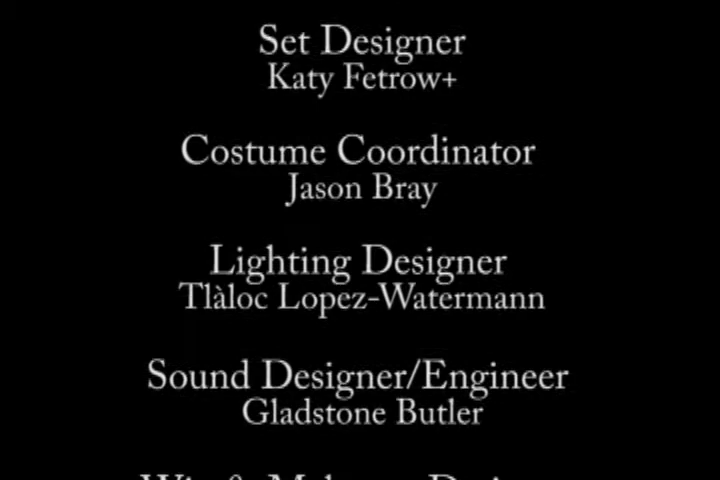 Set Designer
Katy Fetrow+
Costume Coordinator
Jason Bray
Lighting Designer
Tlàloc Lopez-Watermann
Sound Designer/Engineer
Gladstone Butler